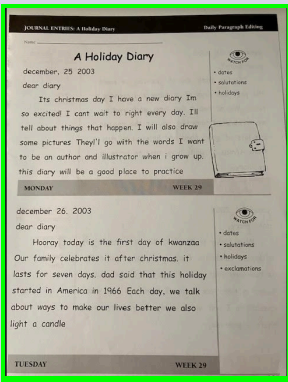 JOURNAL ENTRIES: A Holiday Diary
Daily Paragraph Editing
Name
A Holiday Diary
WATCH FOR
december, 25 2003
• dates
dear diary
• salutations
• holidays
Its christmas day I have a new diary Im
so excited! I cant wait to right every day. Ill
tell about things that happen. I will also draw
some pictures Theyl'l go with the words I want
to be an author and illustrator when i grow up.
this diary will be a good place to practice
MONDAY
WEEK 29
december 26. 2003
WATCH FOR
dear diary
• dates
• salutations
Hooray today is the first day of kwanzaa
• holidays
Our family celebrates it after christmas. it
• exclamations
lasts for seven days. dad said that this holiday
started in America in 1966 Each day, we talk
about ways to make our lives better we also
light a candle
TUESDAY
WEEK 29